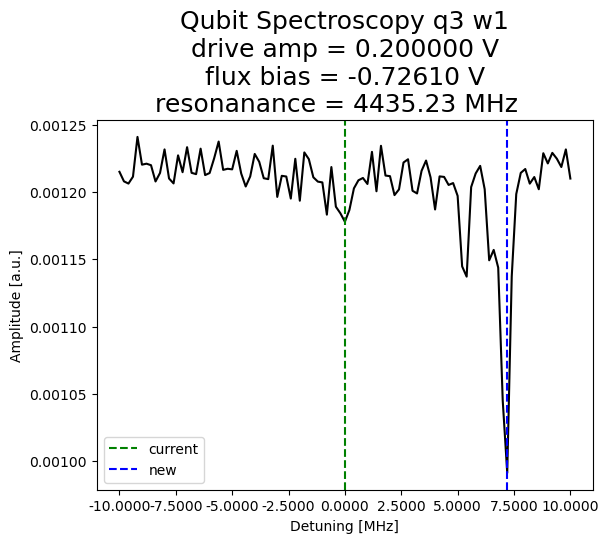 Qubit Spectroscopy q3 w1
drive amp = 0.200000 V
flux bias = -0.72610 V
resonanance = 4435.23 MHz
0.00125
0.00120
0.00115
0.00110
0.00105
0.00100
Amplitude [a.u.]
current
new
-10.0000 -7.5000 -5.0000 -2.5000 0.0000 2.5000 5.0000 7.5000 10.0000
Detuning [MHz]